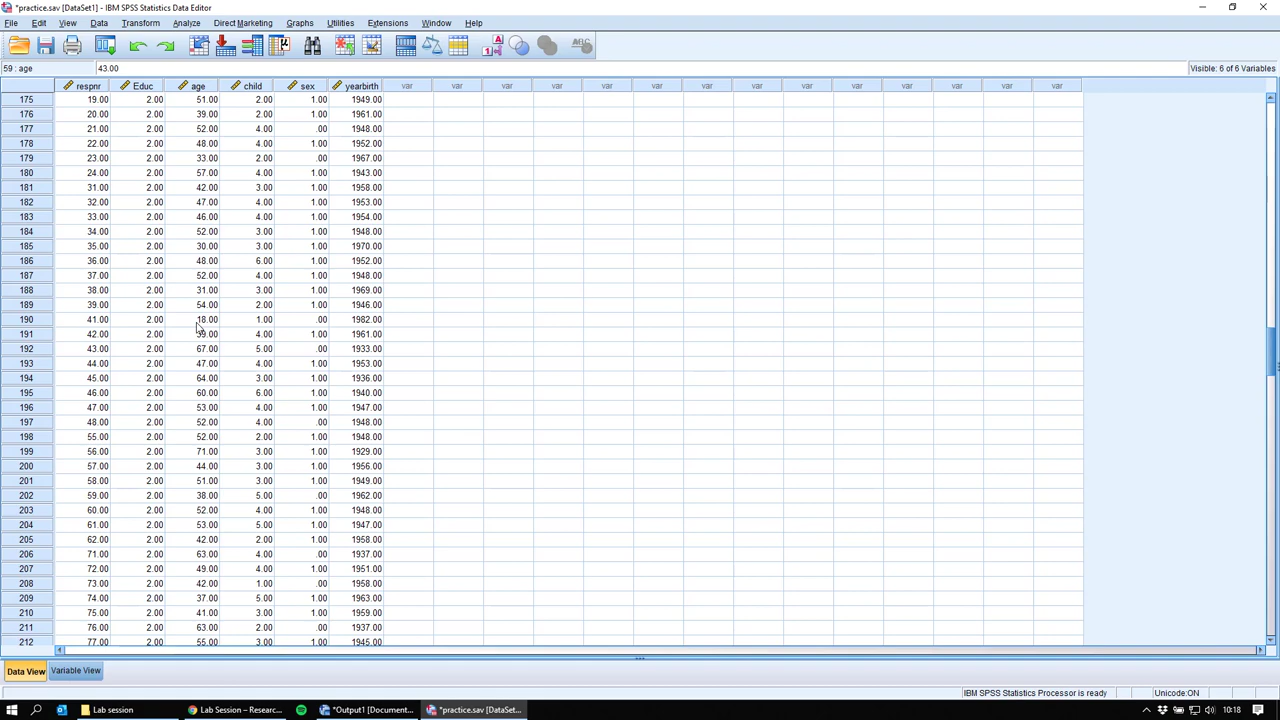 *practice.sav [DataSet1] - IBM SPSS Statistics Data Editor
File Edit View Data Transform Analyze Direct Marketing Graphs Utilities Extensions Window Help
59 : age 43.00 Visible: 6 of 6 Variables
respnr Educ age child sex yearbirth var var var var var var var var var var var var var var
175 19.00 2.00 51.00 2.00 1.00 1949.00
176 20.00 2.00 39.00 2.00 1.00 1961.00
177 21.00 2.00 52.00 4.00 .00 1948.00
178 22.00 2.00 48.00 4.00 1.00 1952.00
179 23.00 2.00 33.00 2.00 .00 1967.00
180 24.00 2.00 57.00 4.00 1.00 1943.00
181 31.00 2.00 42.00 3.00 1.00 1958.00
182 32.00 2.00 47.00 4.00 1.00 1953.00
183 33.00 2.00 46.00 4.00 1.00 1954.00
184 34.00 2.00 52.00 3.00 1.00 1948.00
185 35.00 2.00 30.00 3.00 1.00 1970.00
186 36.00 2.00 48.00 6.00 1.00 1952.00
187 37.00 2.00 52.00 4.00 1.00 1948.00
188 38.00 2.00 31.00 3.00 1.00 1969.00
189 39.00 2.00 54.00 2.00 1.00 1946.00
190 41.00 2.00 18.00 1.00 .00 1982.00
191 42.00 2.00 39.00 4.00 1.00 1961.00
192 43.00 2.00 67.00 5.00 .00 1933.00
193 44.00 2.00 47.00 4.00 1.00 1953.00
194 45.00 2.00 64.00 3.00 1.00 1936.00
195 46.00 2.00 60.00 6.00 1.00 1940.00
196 47.00 2.00 53.00 4.00 1.00 1947.00
197 48.00 2.00 52.00 4.00 .00 1948.00
198 55.00 2.00 52.00 2.00 1.00 1948.00
199 56.00 2.00 71.00 3.00 1.00 1929.00
200 57.00 2.00 44.00 3.00 1.00 1956.00
201 58.00 2.00 51.00 3.00 1.00 1949.00
202 59.00 2.00 38.00 5.00 .00 1962.00
203 60.00 2.00 52.00 4.00 1.00 1948.00
204 61.00 2.00 53.00 5.00 1.00 1947.00
205 62.00 2.00 42.00 2.00 1.00 1958.00
206 71.00 2.00 63.00 4.00 .00 1937.00
207 72.00 2.00 49.00 4.00 1.00 1951.00
208 73.00 2.00 42.00 1.00 .00 1958.00
209 74.00 2.00 37.00 5.00 1.00 1963.00
210 75.00 2.00 41.00 3.00 1.00 1959.00
211 76.00 2.00 63.00 2.00 .00 1937.00
212 77.00 2.00 55.00 3.00 1.00 1945.00
Data View Variable View
IBM SPSS Statistics Processor is ready Unicode:ON
Lab session Lab Session – Researc... *Output1 [Document... *practice.sav [DataSet... 10:18